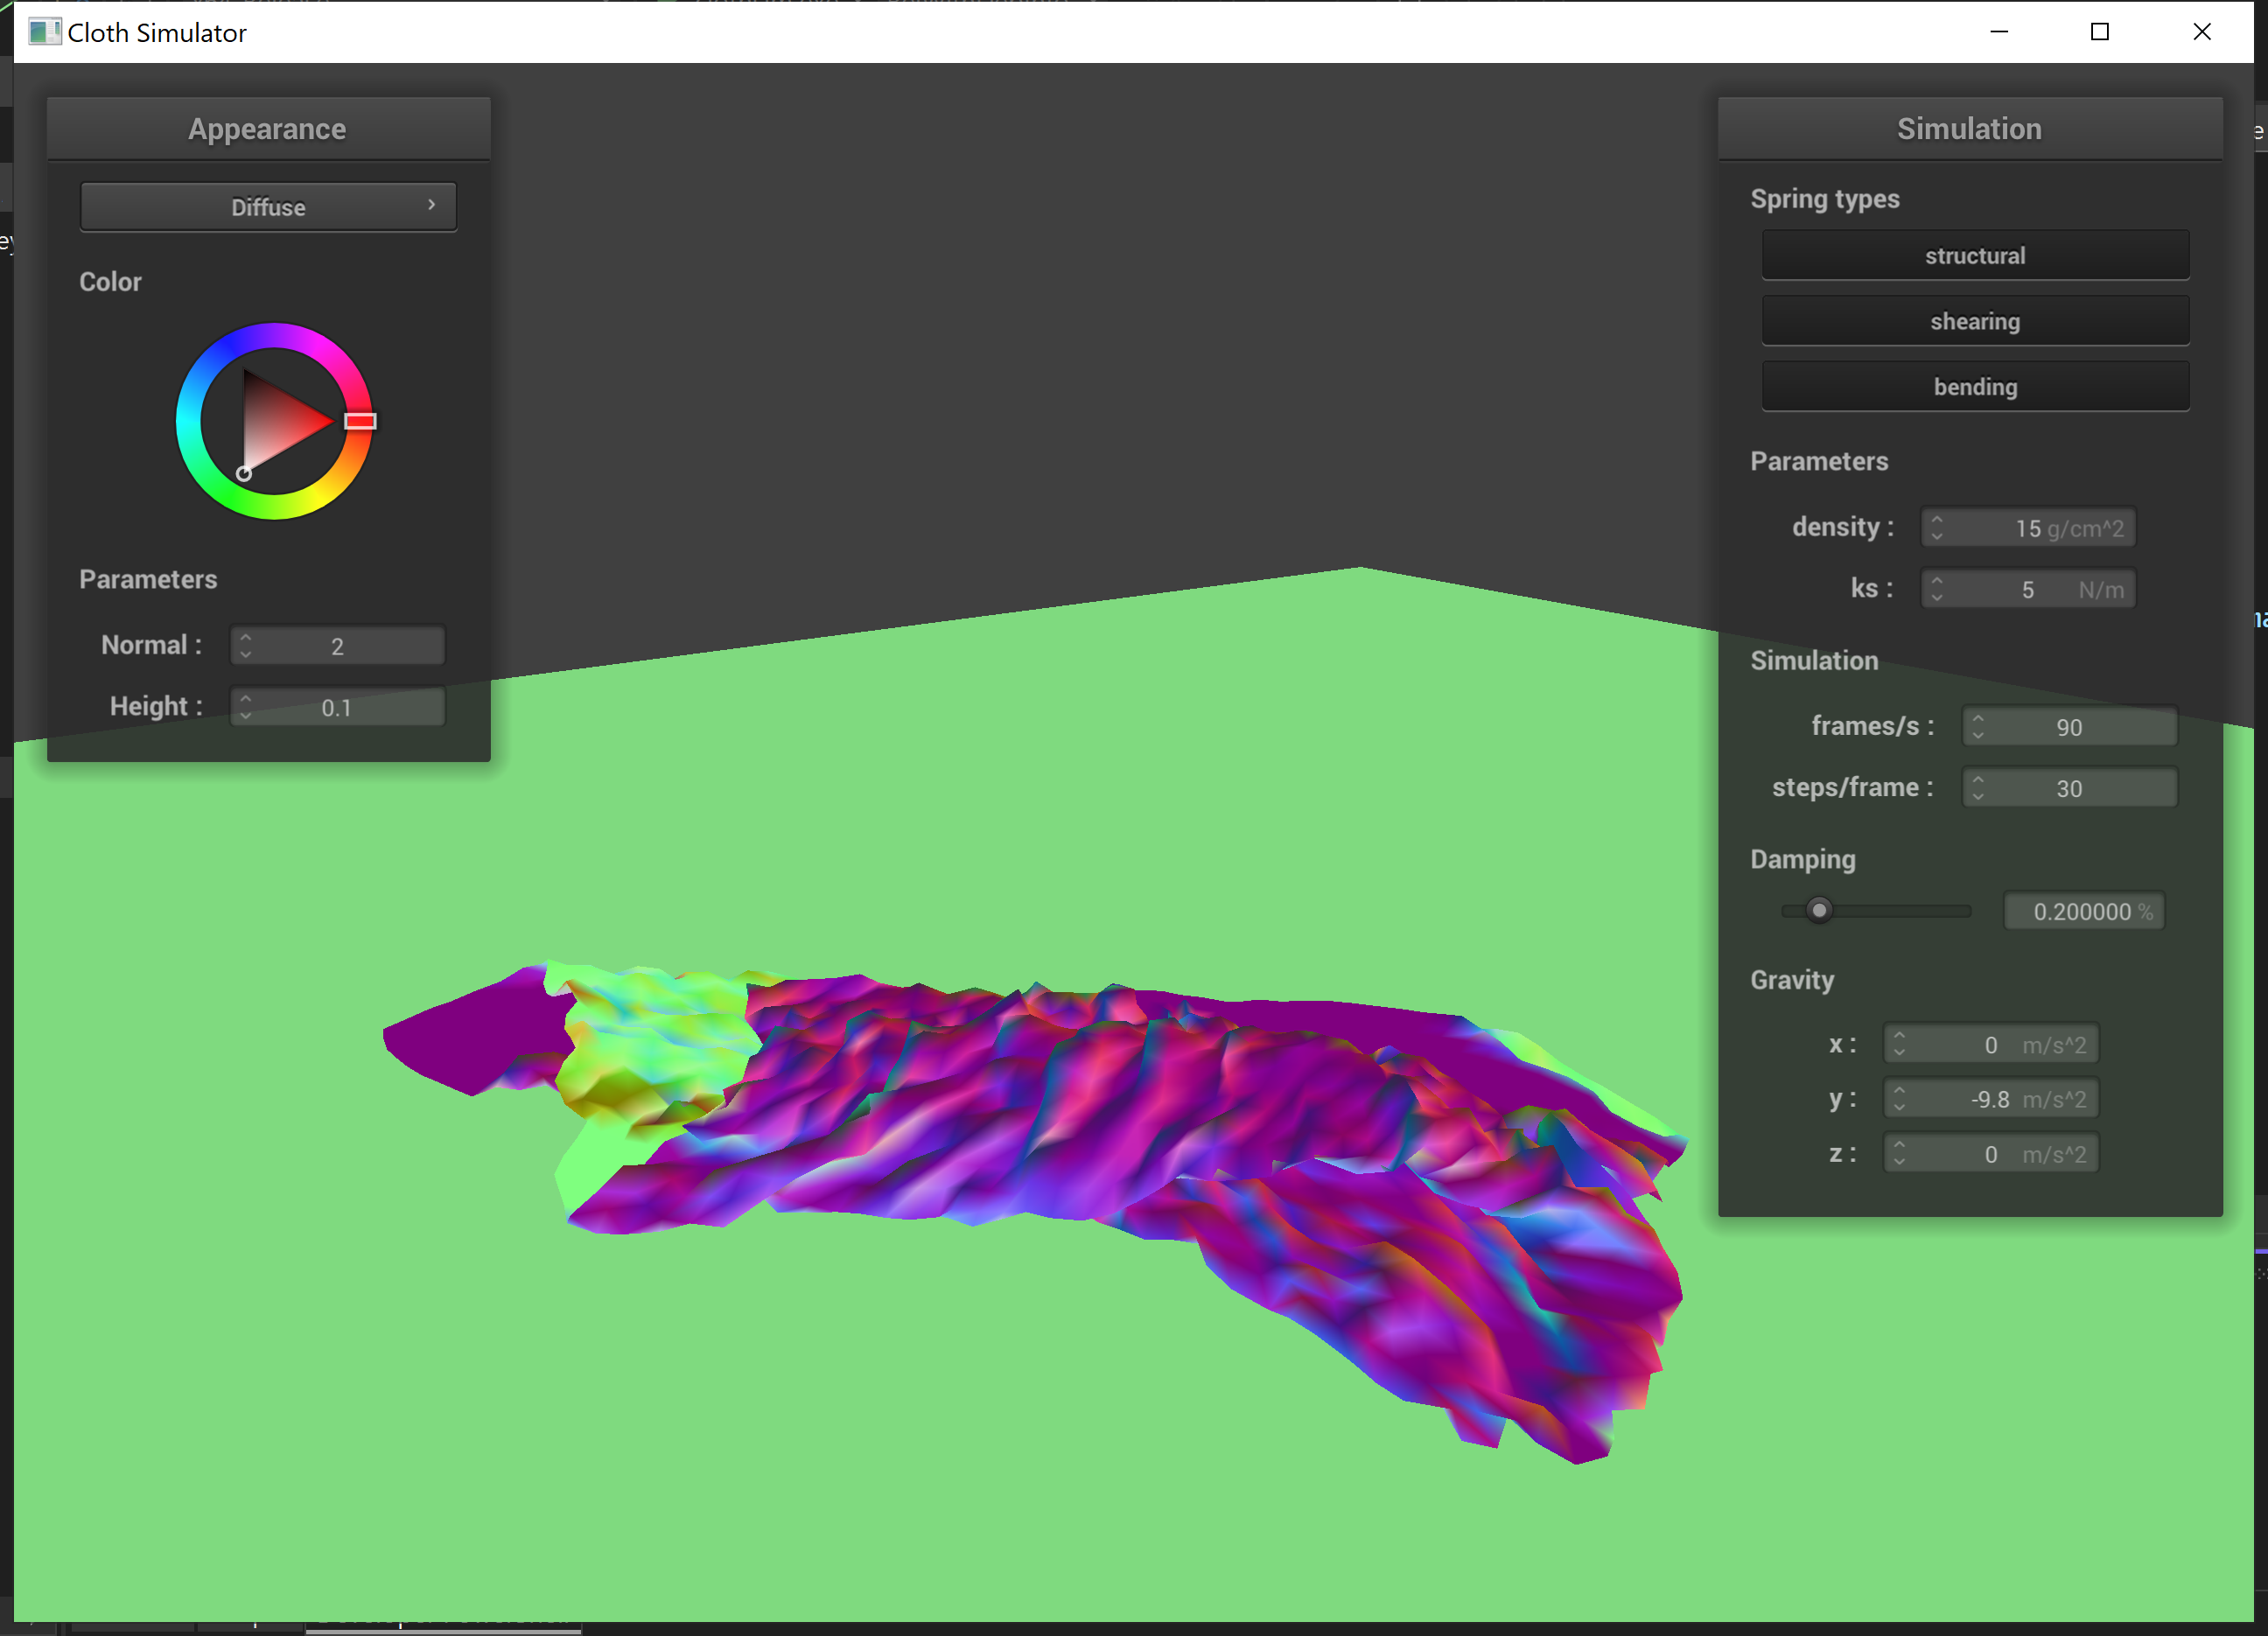 Cloth Simulator
Appearance
Diffuse
Color
Parameters
Normal : 2
Height : 0.1
Simulation
Spring types
structural
shearing
bending
Parameters
density : 15 g/cm^2
ks : 5 N/m
Simulation
frames/s : 90
steps/frame : 30
Damping
0.200000 %
Gravity
x : 0 m/s^2
y : -9.8 m/s^2
z : 0 m/s^2